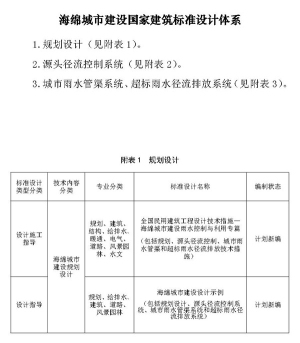 海绵城市建设国家建筑标准设计体系
1.规划设计（见附表1）。
2.源头径流控制系统（见附表2）。
3.城市雨水管渠系统、超标雨水径流排放系统（见附表3）。
附表1 规划设计
标准设计
类型分类
技术内容
分类
专业分类
标准设计名称
编制状态
设计施工
指导
海绵城市
建设规划
设计
规划、建筑、
结构、给排水、
暖通、电气、
道路、风景园
林、水文
全国民用建筑工程设计技术措施—
海绵城市建设雨水控制与利用专篇
（包括规划、源头径流控制、城市雨
水管渠和超标雨水径流排放技术措
施）
计划新编
设计指导
规划、给排水、
建筑、道路、
风景园林
海绵城市建设设计示例
（包括规划设计、源头径流控制系
统、城市雨水管渠和超标雨水径
流排放系统）
计划新编